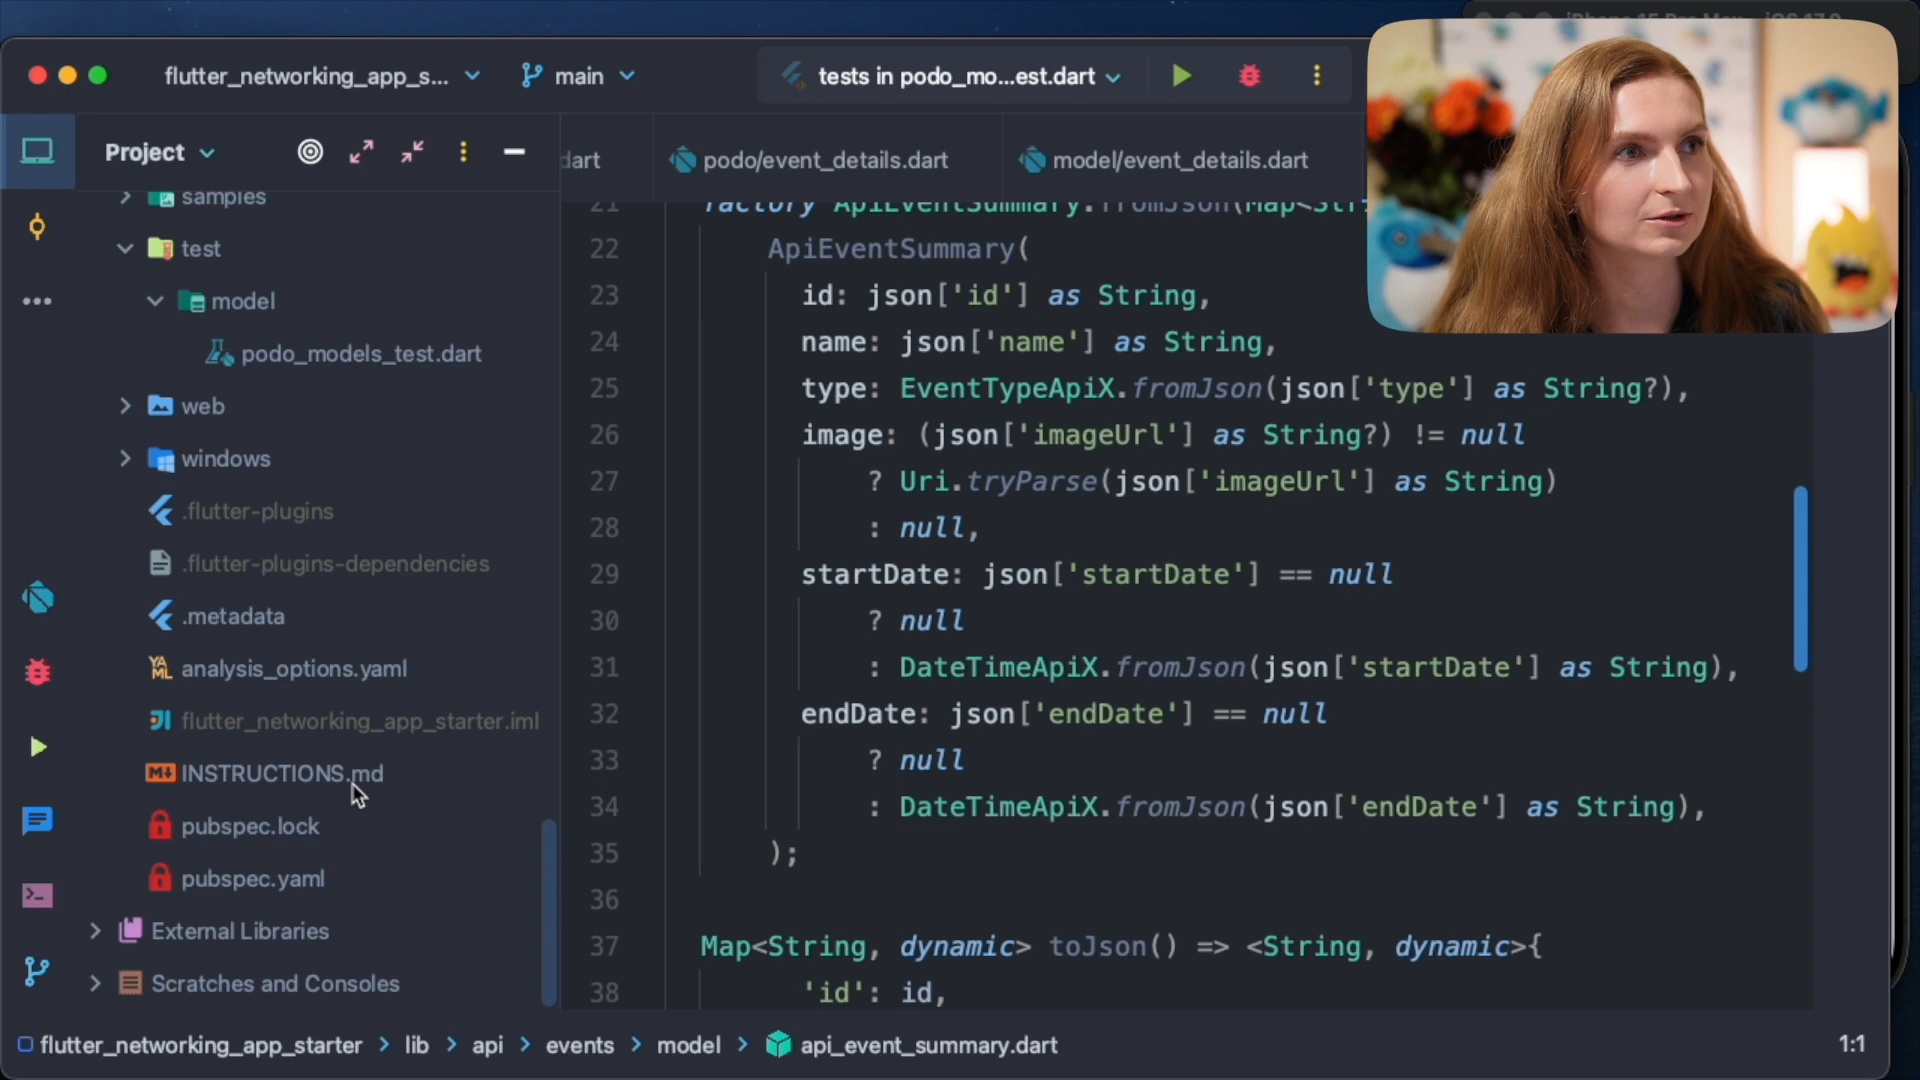 flutter_networking_app_s...
main
tests in podo_mo...est.dart
Project
dart
podo/event_details.dart
model/event_details.dart
samples
test
model
podo_models_test.dart
web
windows
.flutter-plugins
.flutter-plugins-dependencies
.metadata
analysis_options.yaml
flutter_networking_app_starter.iml
INSTRUCTIONS.md
pubspec.lock
pubspec.yaml
External Libraries
Scratches and Consoles
21 factory ApiEventSummary.fromJson(Map<Str
22 ApiEventSummary(
23 id: json['id'] as String,
24 name: json['name'] as String,
25 type: EventTypeApiX.fromJson(json['type'] as String?),
26 image: (json['imageUrl'] as String?) != null
27 ? Uri.tryParse(json['imageUrl'] as String)
28 : null,
29 startDate: json['startDate'] == null
30 ? null
31 : DateTimeApiX.fromJson(json['startDate'] as String),
32 endDate: json['endDate'] == null
33 ? null
34 : DateTimeApiX.fromJson(json['endDate'] as String),
35 );
36
37 Map<String, dynamic> toJson() => <String, dynamic>{
38 'id': id,
flutter_networking_app_starter > lib > api > events > model > api_event_summary.dart
1:1